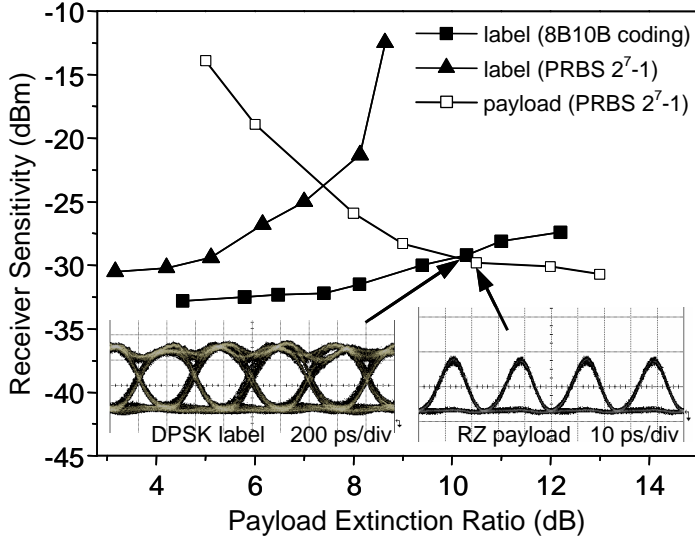 -10
-15
-20
-25
-30
-35
-40
-45
Receiver Sensitivity (dBm)
label (8B10B coding)
label (PRBS 2⁷-1)
payload (PRBS 2⁷-1)
DPSK label 200 ps/div
RZ payload 10 ps/div
4 6 8 10 12 14
Payload Extinction Ratio (dB)